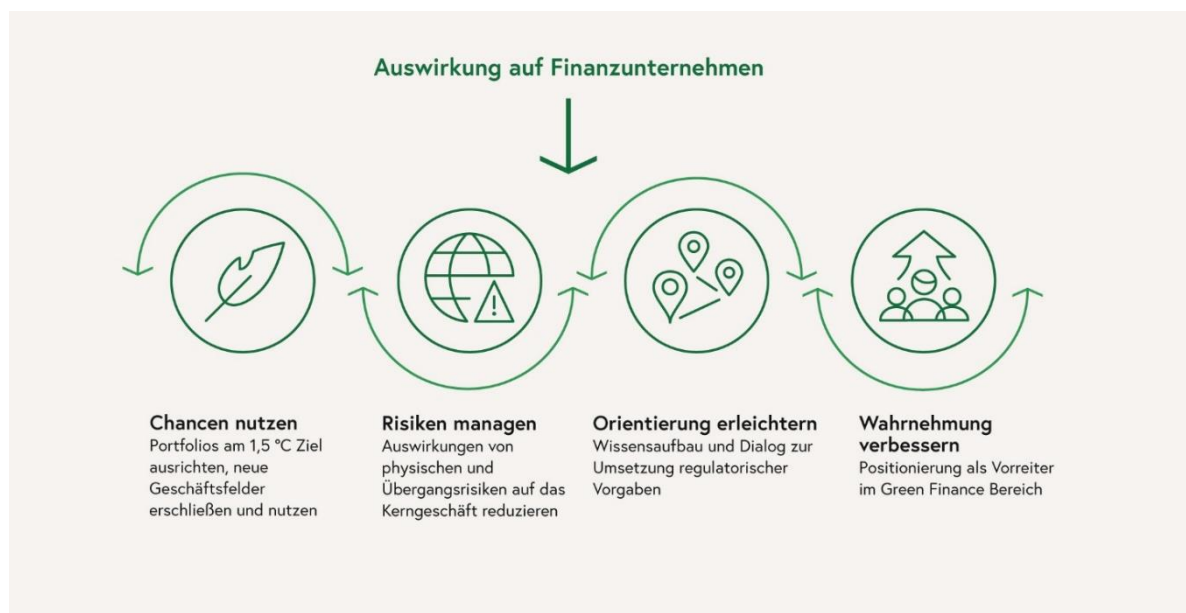 Auswirkung auf Finanzunternehmen
Chancen nutzen
Portfolios am 1,5 °C Ziel
ausrichten, neue
Geschäftsfelder
erschließen und nutzen
Risiken managen
Auswirkungen von
physischen und
Übergangsrisiken auf das
Kerngeschäft reduzieren
Orientierung erleichtern
Wissensaufbau und Dialog zur
Umsetzung regulatorischer
Vorgaben
Wahrnehmung
verbessern
Positionierung als Vorreiter
im Green Finance Bereich